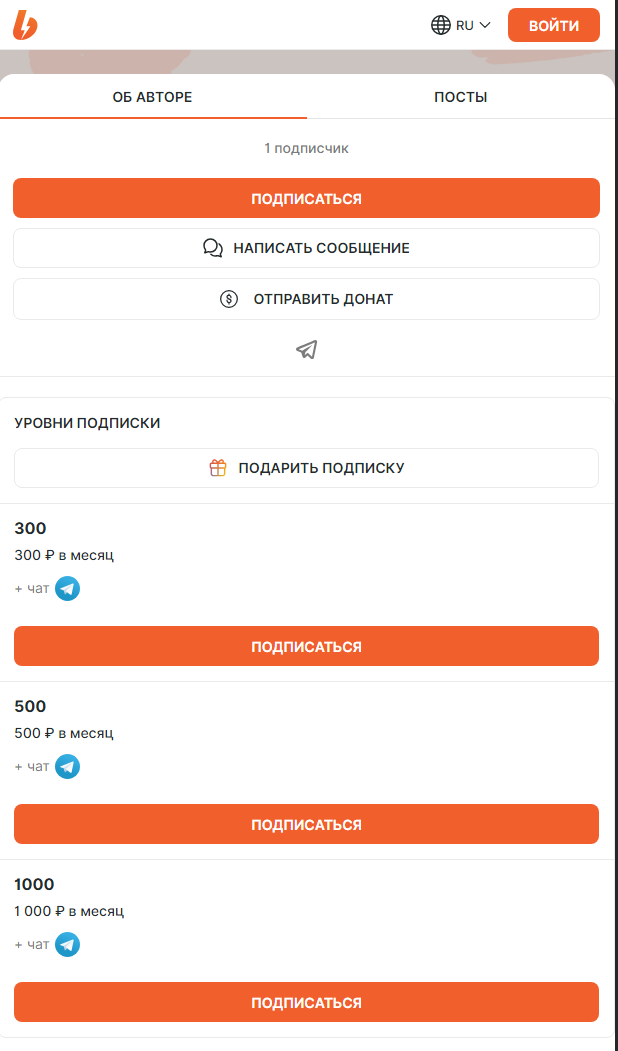 RU
ВОЙТИ
ОБ АВТОРЕ
ПОСТЫ
1 подписчик
ПОДПИСАТЬСЯ
НАПИСАТЬ СООБЩЕНИЕ
ОТПРАВИТЬ ДОНАТ
УРОВНИ ПОДПИСКИ
ПОДАРИТЬ ПОДПИСКУ
300
300 ₽ в месяц
+ чат
ПОДПИСАТЬСЯ
500
500 ₽ в месяц
+ чат
ПОДПИСАТЬСЯ
1000
1 000 ₽ в месяц
+ чат
ПОДПИСАТЬСЯ